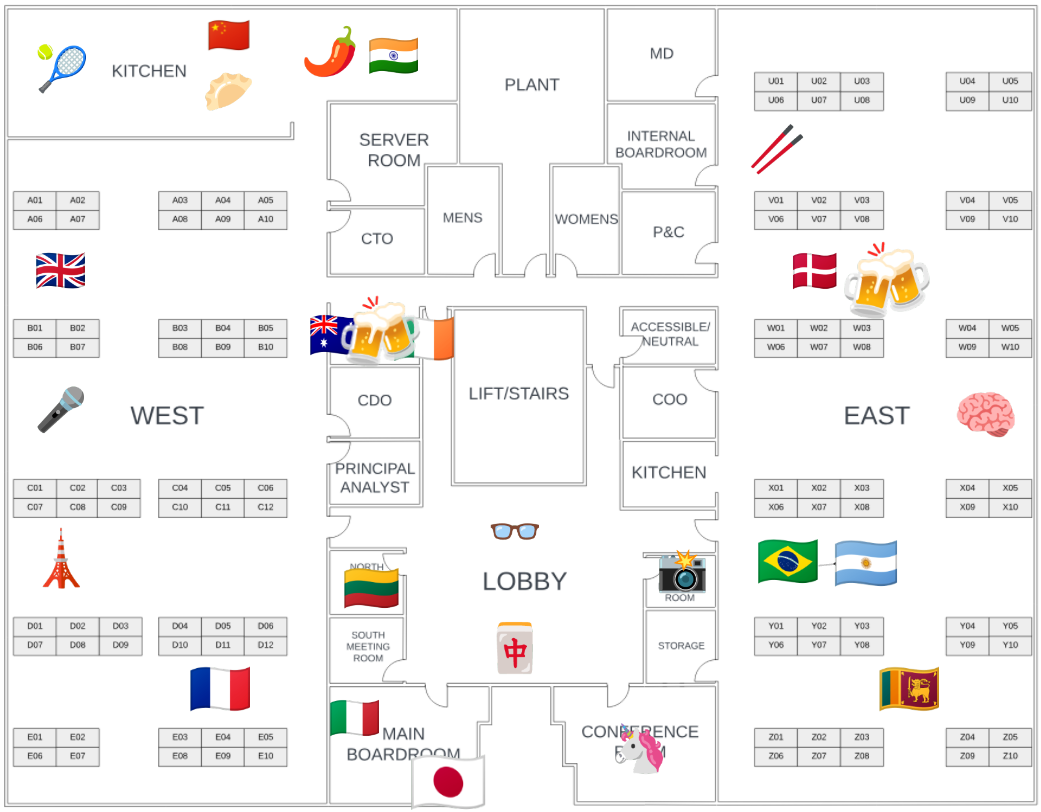 KITCHEN
PLANT
MD
U01 U02 U03
U06 U07 U08
U04 U05
U09 U10
SERVER
ROOM
INTERNAL
BOARDROOM
A01 A02
A06 A07
A03 A04 A05
A08 A09 A10
CTO
MENS
WOMENS
P&C
V01 V02 V03
V06 V07 V08
V04 V05
V09 V10
B01 B02
B06 B07
B03 B04 B05
B08 B09 B10
ACCESSIBLE/
NEUTRAL
W01 W02 W03
W06 W07 W08
W04 W05
W09 W10
WEST
CDO
LIFT/STAIRS
COO
EAST
PRINCIPAL
ANALYST
KITCHEN
C01 C02 C03
C07 C08 C09
C04 C05 C06
C10 C11 C12
X01 X02 X03
X06 X07 X08
X04 X05
X09 X10
NORTH
LOBBY
ROOM
D01 D02 D03
D07 D08 D09
D04 D05 D06
D10 D11 D12
SOUTH
MEETING
ROOM
中
STORAGE
Y01 Y02 Y03
Y06 Y07 Y08
Y04 Y05
Y09 Y10
E01 E02
E06 E07
E03 E04 E05
E08 E09 E10
MAIN
BOARDROOM
CONFERENCE
Z01 Z02 Z03
Z06 Z07 Z08
Z04 Z05
Z09 Z10